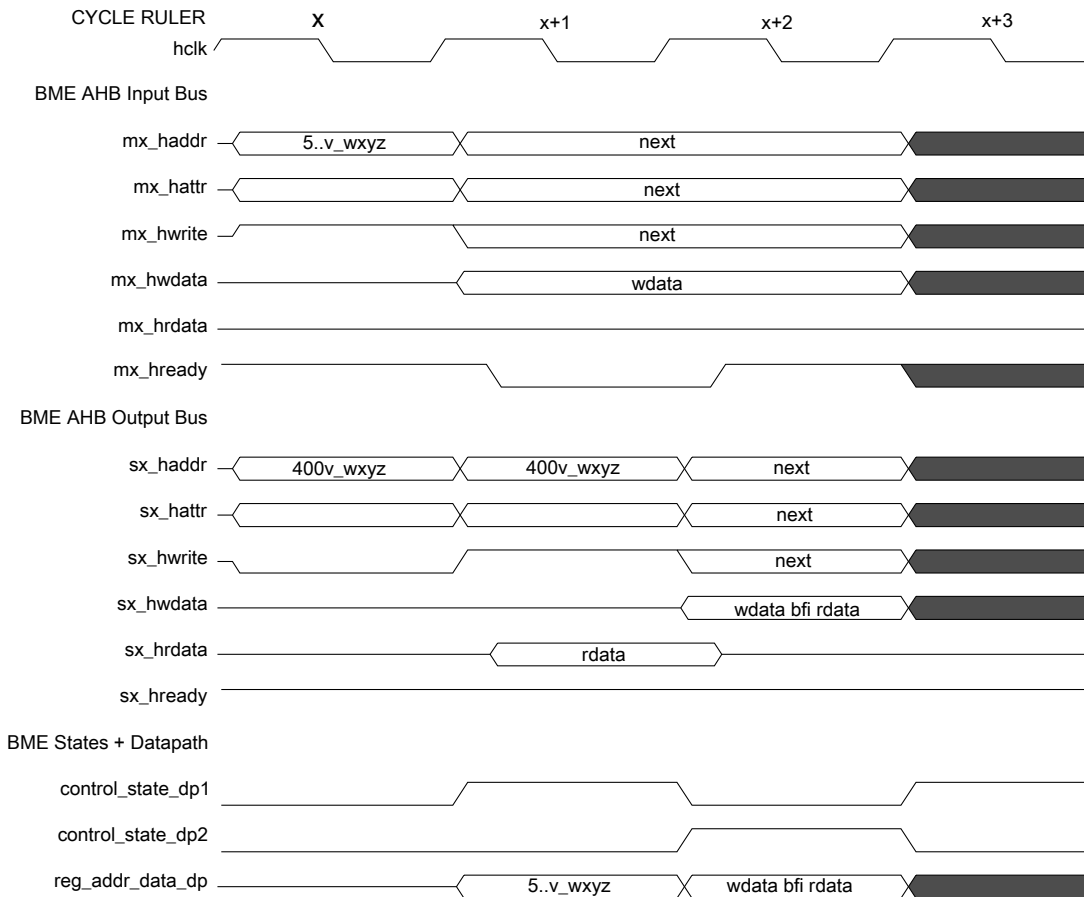 CYCLE RULER x x+1 x+2 x+3
hclk
BME AHB Input Bus
mx_haddr 5..v_wxyz next
mx_hattr next
mx_hwrite next
mx_hwdata wdata
mx_hrdata
mx_hready
BME AHB Output Bus
sx_haddr 400v_wxyz 400v_wxyz next
sx_hattr next
sx_hwrite next
sx_hwdata wdata bfi rdata
sx_hrdata rdata
sx_hready
BME States + Datapath
control_state_dp1
control_state_dp2
reg_addr_data_dp 5..v_wxyz wdata bfi rdata